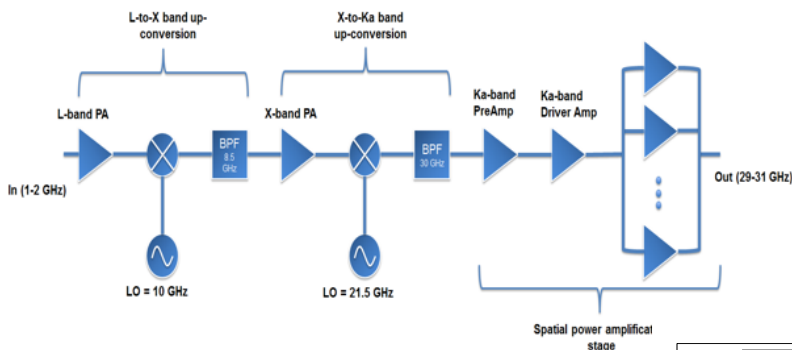 L-to-X band up-
conversion
X-to-Ka band
up-conversion
L-band PA
X-band PA
Ka-band
PreAmp
Ka-band
Driver Amp
BPF
8.5
GHz
BPF
30 GHz
In (1-2 GHz)
Out (29-31 GHz)
LO = 10 GHz
LO = 21.5 GHz
Spatial power amplificat
stage